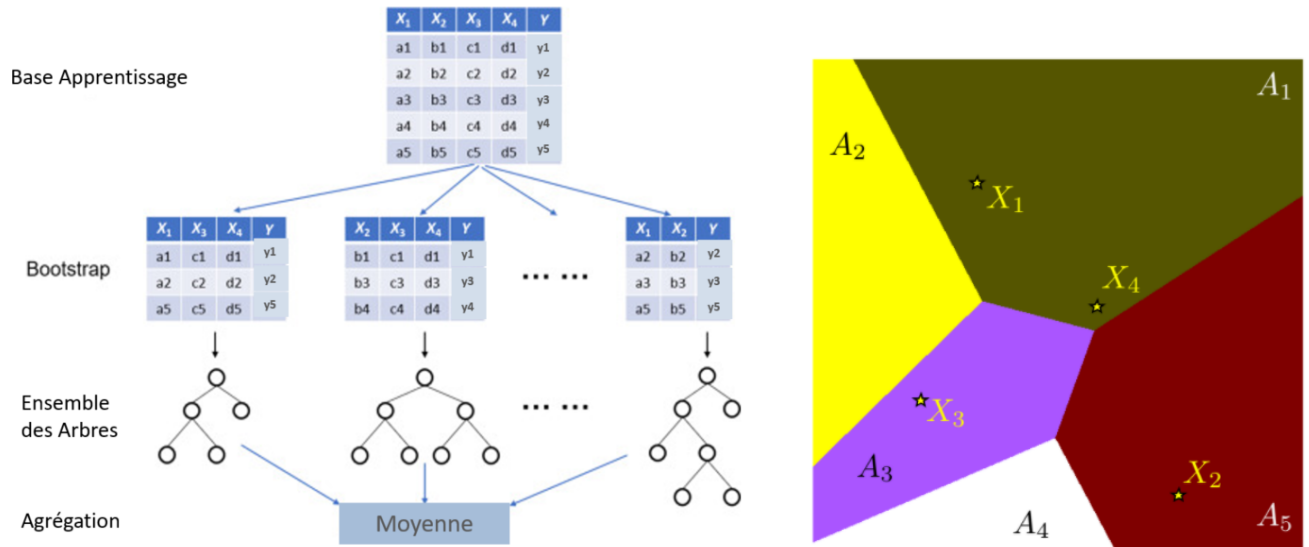 X1 X2 X3 X4 Y
a1 b1 c1 d1 y1
a2 b2 c2 d2 y2
a3 b3 c3 d3 y3
a4 b4 c4 d4 y4
a5 b5 c5 d5 y5
Base Apprentissage
X1 X3 X4 Y
a1 c1 d1 y1
a2 c2 d2 y2
a5 c5 d5 y5
X2 X3 X4 Y
b1 c1 d1 y1
b3 c3 d3 y3
b4 c4 d4 y4
... ...
X1 X2 Y
a2 b2 y2
a3 b3 y3
a5 b5 y5
Bootstrap
Ensemble
des Arbres
... ...
Agrégation
Moyenne
A1
A2
X1
X4
X3
A3
X2
A4
A5